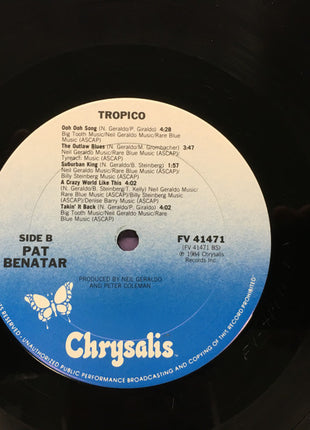 TROPICO
Ooh Ooh Song (N. Geraldo/P. Giraldo) 4:28
Big Tooth Music/Neil Geraldo Music/Rare Blue
Music (ASCAP)
The Outlaw Blues (N. Geraldo/M. Grombacher) 3:47
Neil Geraldo Music/Rare Blue Music (ASCAP)/
Tyreach Music (ASCAP)
Suburban King (N. Geraldo/B. Steinberg) 1:57
Neil Geraldo Music/Rare Blue Music (ASCAP)/
Billy Steinberg Music (ASCAP)
A Crazy World Like This 4:02
(N. Geraldo/B. Steinberg/T. Kelly) Neil Geraldo Music/
Rare Blue Music (ASCAP)/Billy Steinberg Music
(ASCAP)/Denise Barry Music (ASCAP)
Takin' It Back (N. Geraldo/P. Giraldo) 4:02
Big Tooth Music/Neil Geraldo Music/Rare Blue
Music (ASCAP)
SIDE B
PAT
BENATAR
FV 41471
(FV 41471 BS)
℗ 1984 Chrysalis
Records Inc.
PRODUCED BY NEIL GERALDO
AND PETER COLEMAN
Chrysalis™
RESERVED. UNAUTHORIZED PUBLIC PERFORMANCE BROADCASTING AND COPYING OF THIS RECORD PROHIBITED.